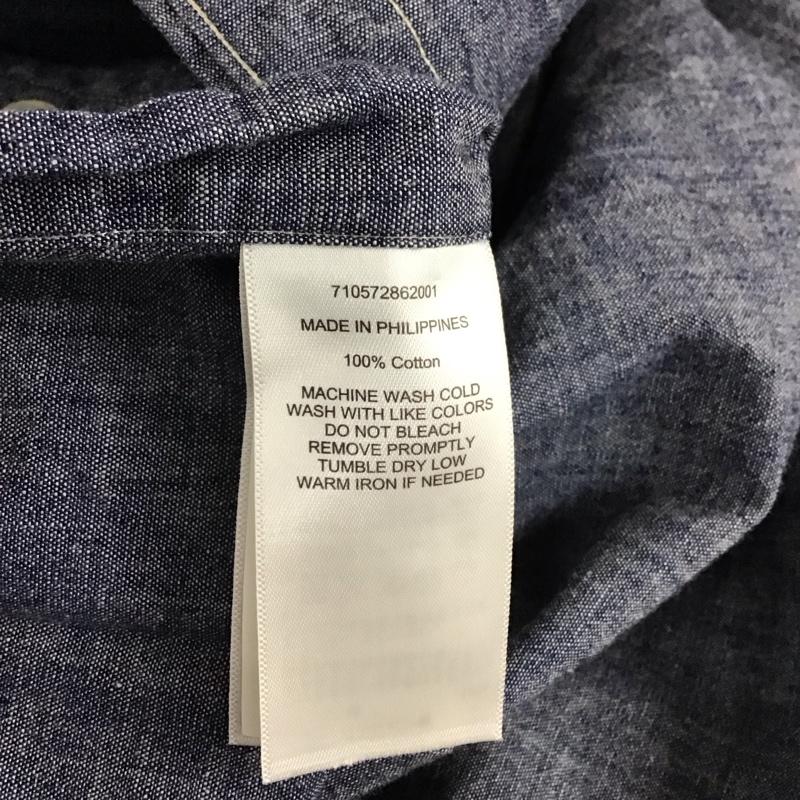 710572862001
MADE IN PHILIPPINES
100% Cotton
MACHINE WASH COLD
WASH WITH LIKE COLORS
DO NOT BLEACH
REMOVE PROMPTLY
TUMBLE DRY LOW
WARM IRON IF NEEDED